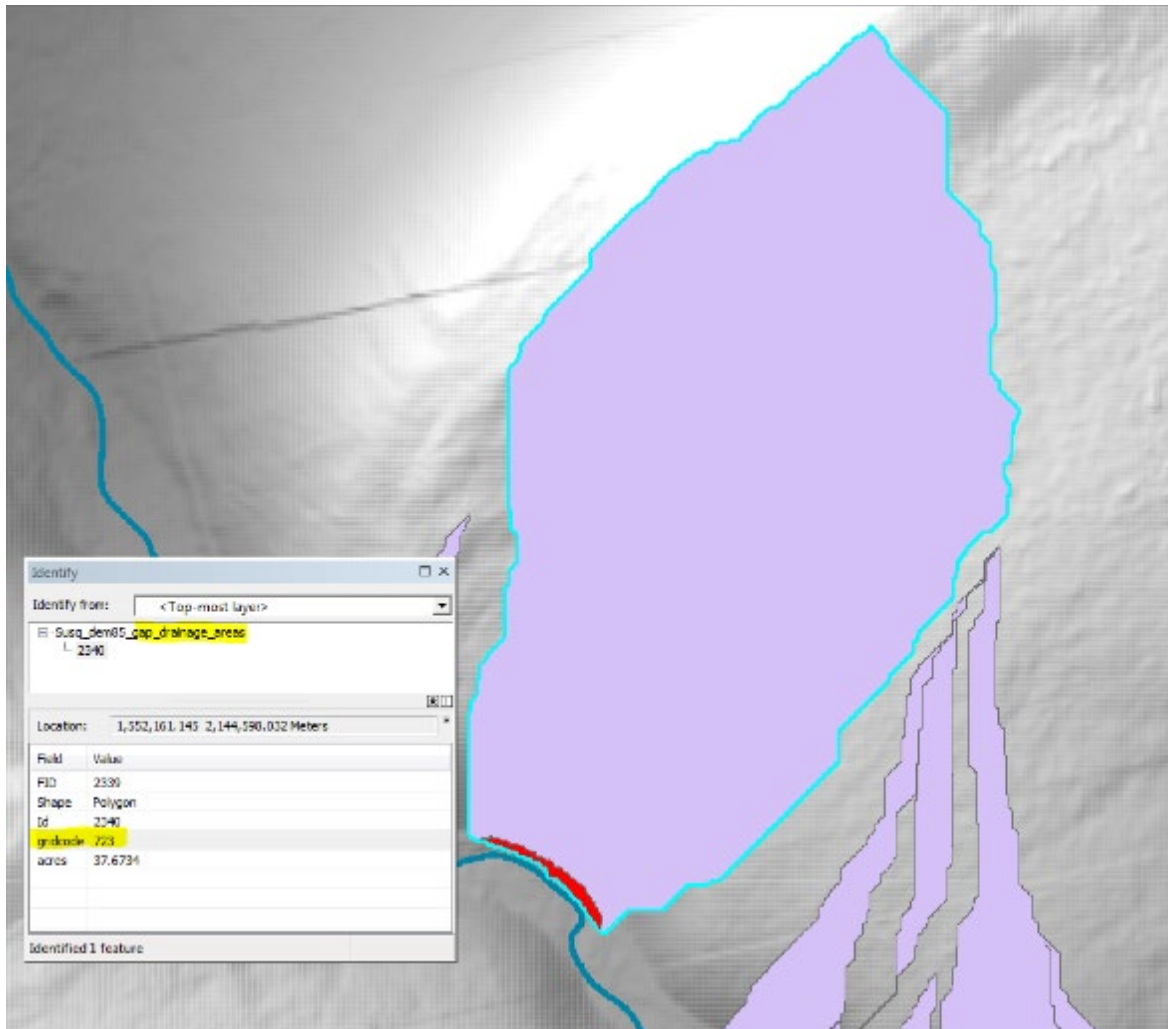 Identify
Identify from: <Top-most layer>
Susq_dem85_gap_drainage_areas
2340
Location: 1,552,161.145 2,144,598.032 Meters
Field Value
FID 2339
Shape Polygon
Id 2340
gridcode 723
acres 37.6734
Identified 1 feature